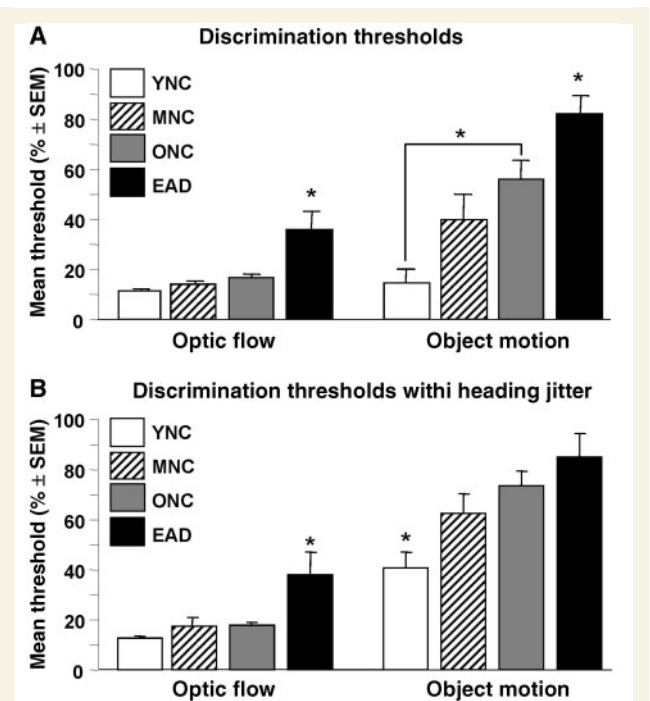 A Discrimination thresholds
Mean threshold (% ± SEM)
100
80
60
40
20
0
YNC
MNC
ONC
EAD
*
*
*
Optic flow Object motion
B Discrimination thresholds withi heading jitter
Mean threshold (% ± SEM)
100
80
60
40
20
0
YNC
MNC
ONC
EAD
*
*
Optic flow Object motion